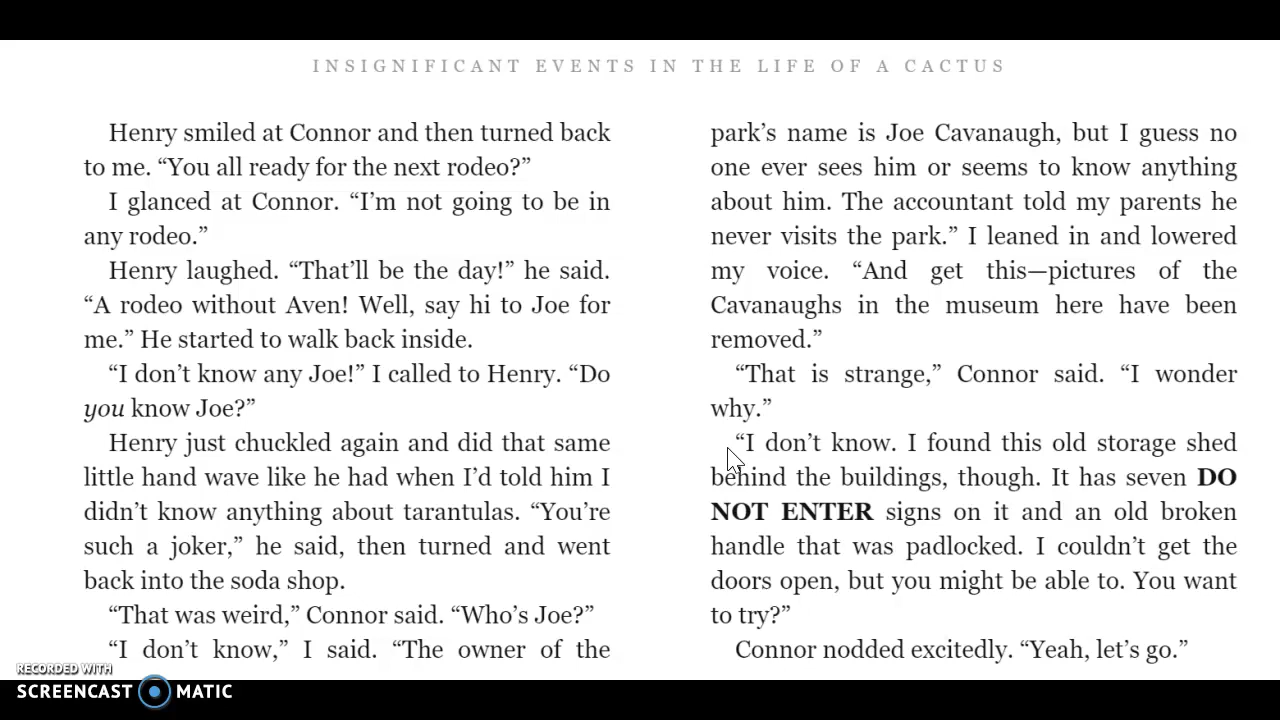 INSIGNIFICANT EVENTS IN THE LIFE OF A CACTUS
Henry smiled at Connor and then turned back
to me. “You all ready for the next rodeo?”
I glanced at Connor. “I’m not going to be in
any rodeo.”
Henry laughed. “That’ll be the day!” he said.
“A rodeo without Aven! Well, say hi to Joe for
me.” He started to walk back inside.
“I don’t know any Joe!” I called to Henry. “Do
you know Joe?”
Henry just chuckled again and did that same
little hand wave like he had when I’d told him I
didn’t know anything about tarantulas. “You’re
such a joker,” he said, then turned and went
back into the soda shop.
“That was weird,” Connor said. “Who’s Joe?”
“I don’t know,” I said. “The owner of the
park’s name is Joe Cavanaugh, but I guess no
one ever sees him or seems to know anything
about him. The accountant told my parents he
never visits the park.” I leaned in and lowered
my voice. “And get this—pictures of the
Cavanaughs in the museum here have been
removed.”
“That is strange,” Connor said. “I wonder
why.”
“I don’t know. I found this old storage shed
behind the buildings, though. It has seven DO
NOT ENTER signs on it and an old broken
handle that was padlocked. I couldn’t get the
doors open, but you might be able to. You want
to try?”
Connor nodded excitedly. “Yeah, let’s go.”
RECORDED WITH
SCREENCAST MATIC